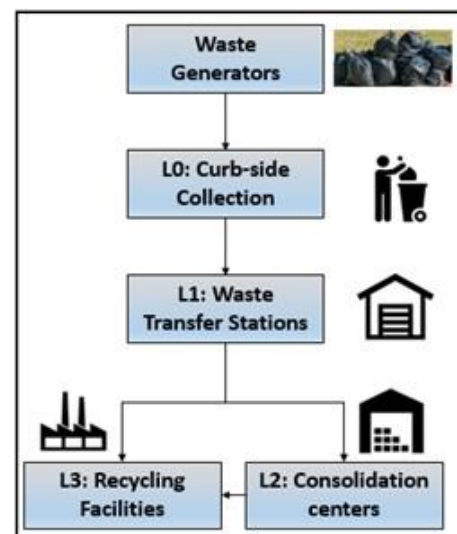 Waste
Generators
L0: Curb-side
Collection
L1: Waste
Transfer Stations
L3: Recycling
Facilities
L2: Consolidation
centers